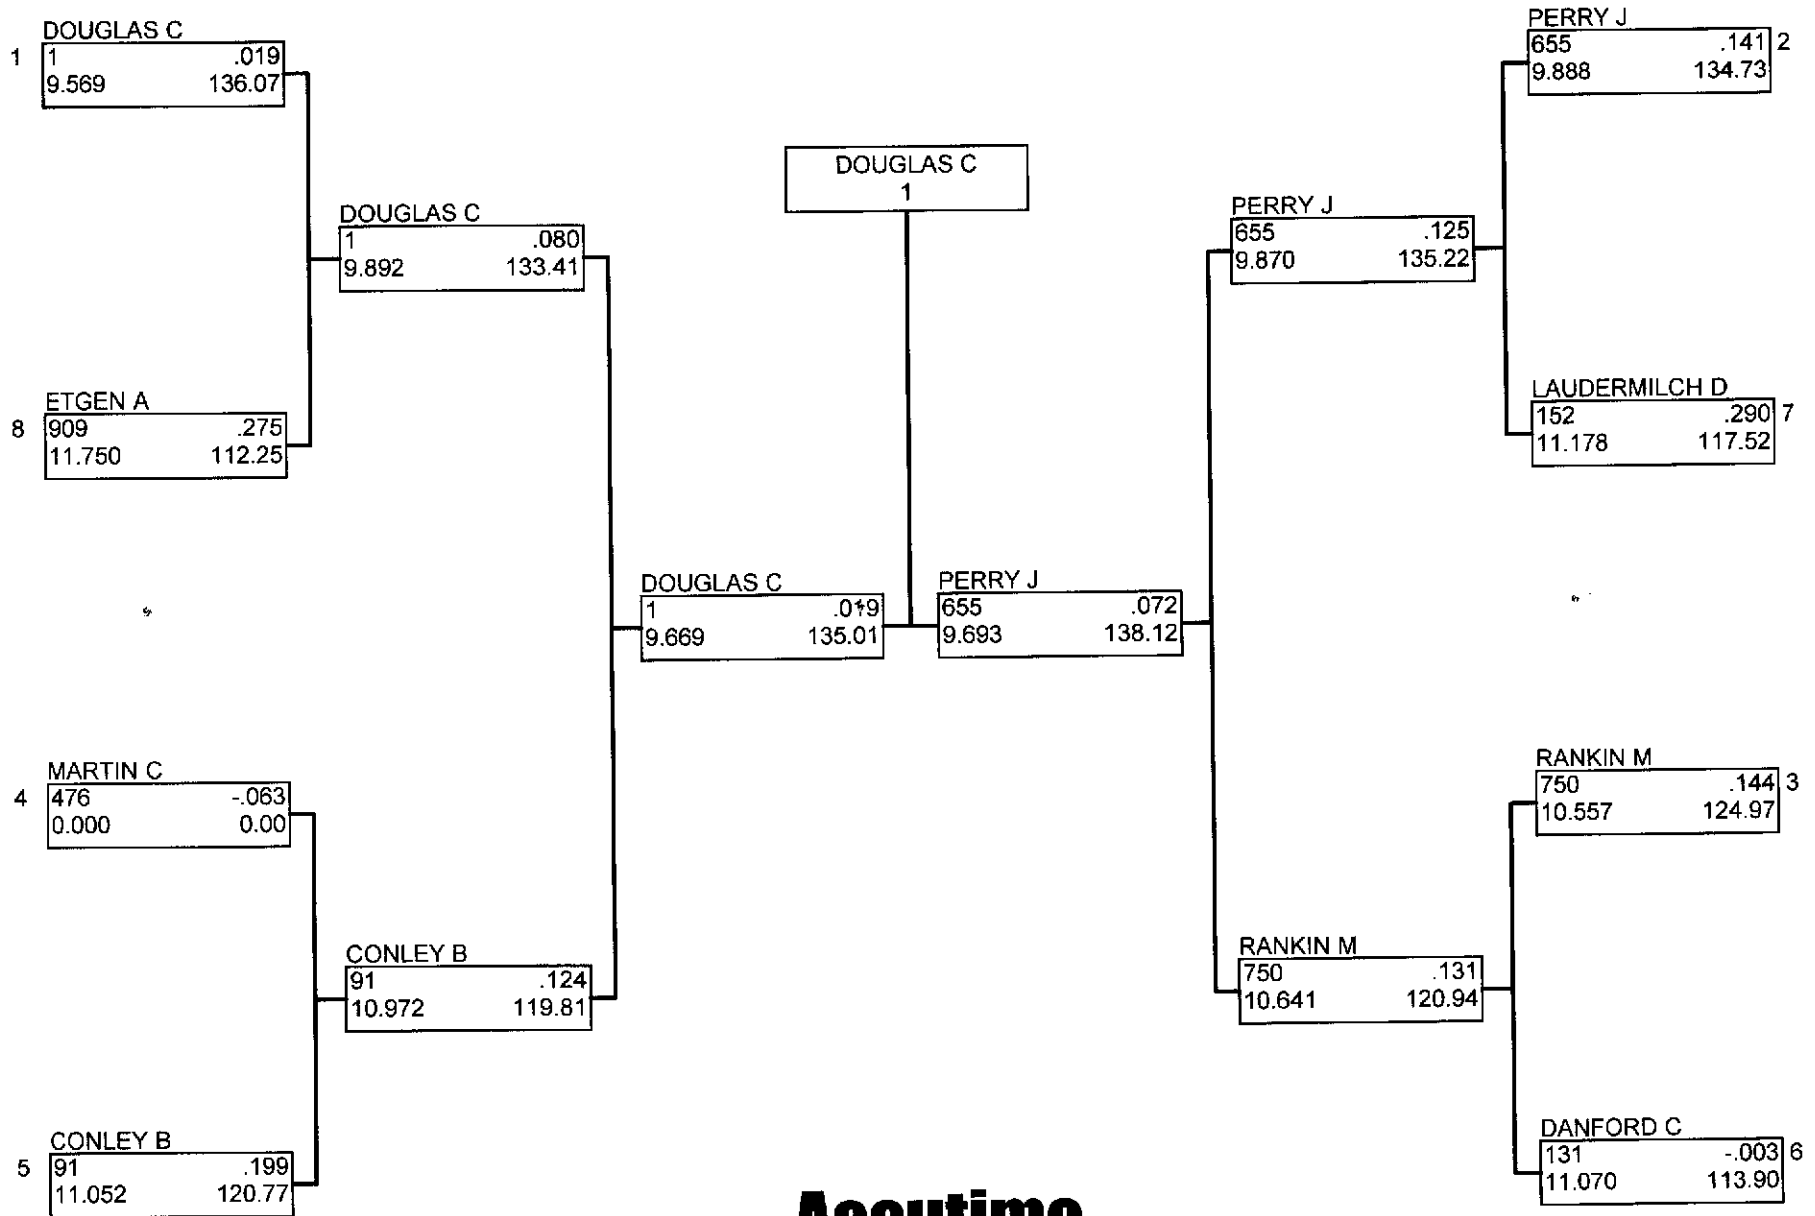 DOUGLAS C
1 1 .019
9.569 136.07
ETGEN A
8 909 .275
11.750 112.25
MARTIN C
4 476 -.063
0.000 0.00
CONLEY B
5 91 .199
11.052 120.77
DOUGLAS C
1 .080
9.892 133.41
CONLEY B
91 .124
10.972 119.81
DOUGLAS C
1 .019
9.669 135.01
DOUGLAS C
1
PERRY J
655 .072
9.693 138.12
PERRY J
655 .125
9.870 135.22
RANKIN M
750 .131
10.641 120.94
PERRY J
655 .141 2
9.888 134.73
LAUDERMILCH D
152 .290 7
11.178 117.52
RANKIN M
750 .144 3
10.557 124.97
DANFORD C
131 -.003 6
11.070 113.90
Accutime